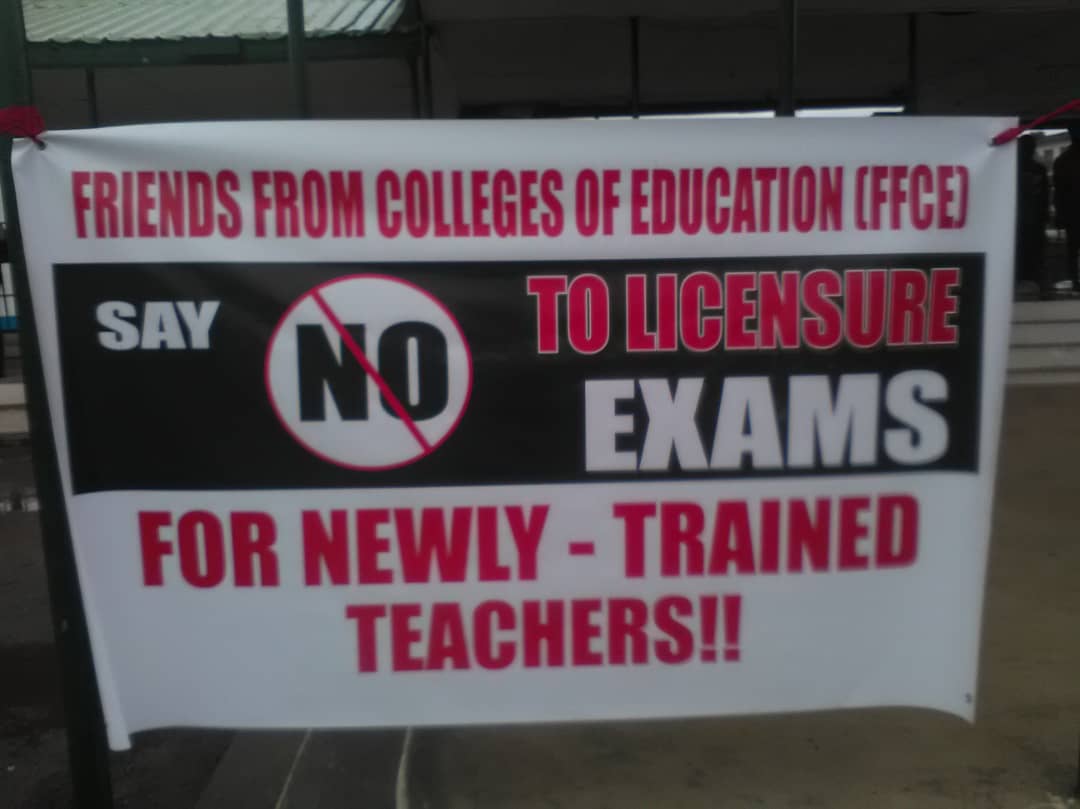 FRIENDS FROM COLLEGES OF EDUCATION (FFCE)
SAY NO TO LICENSURE
EXAMS
FOR NEWLY - TRAINED
TEACHERS!!